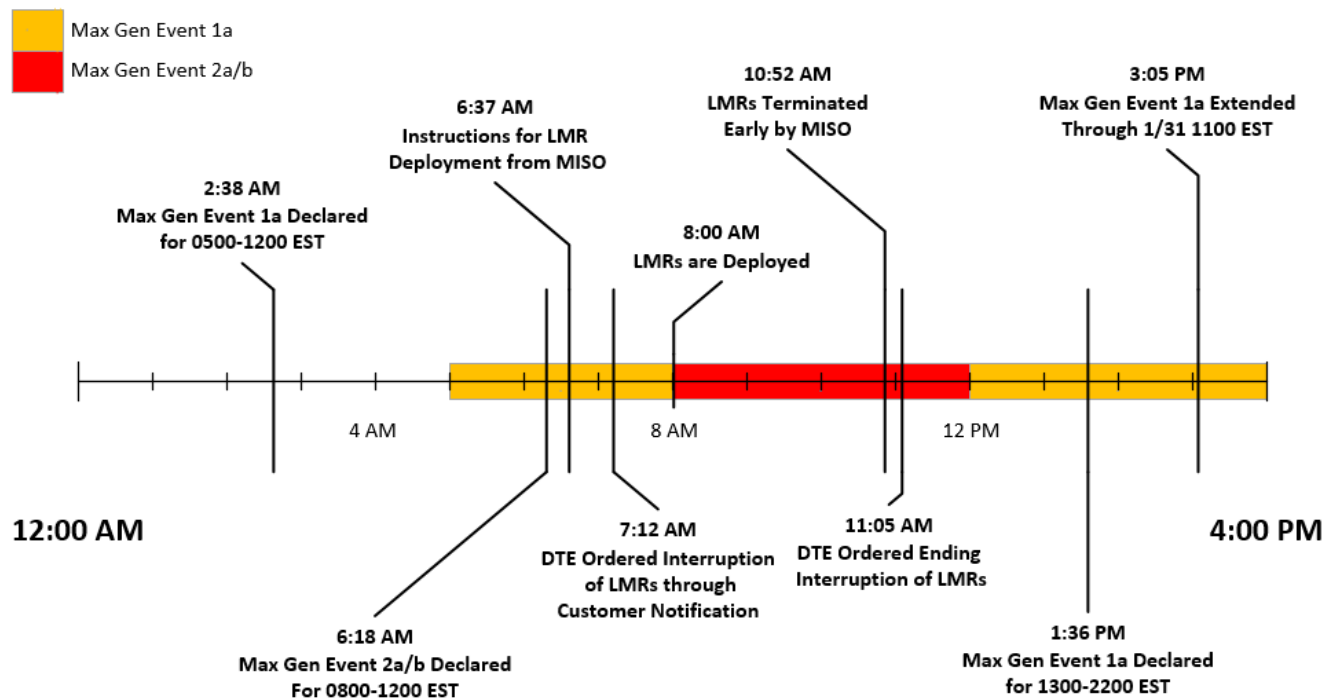 Max Gen Event 1a
Max Gen Event 2a/b
10:52 AM
LMRs Terminated
Early by MISO
3:05 PM
Max Gen Event 1a Extended
Through 1/31 1100 EST
6:37 AM
Instructions for LMR
Deployment from MISO
2:38 AM
Max Gen Event 1a Declared
for 0500-1200 EST
8:00 AM
LMRs are Deployed
4 AM
8 AM
12 PM
12:00 AM
4:00 PM
7:12 AM
DTE Ordered Interruption
of LMRs through
Customer Notification
11:05 AM
DTE Ordered Ending
Interruption of LMRs
6:18 AM
Max Gen Event 2a/b Declared
For 0800-1200 EST
1:36 PM
Max Gen Event 1a Declared
for 1300-2200 EST